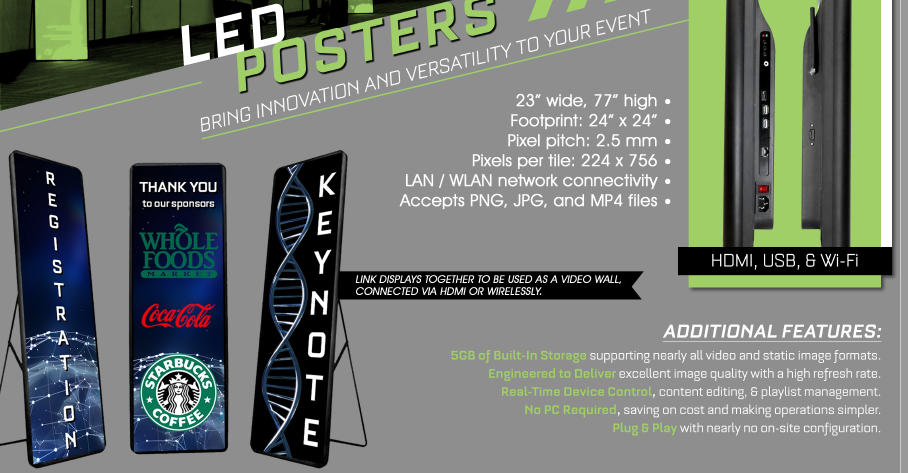 LED
POSTERS
BRING INNOVATION AND VERSATILITY TO YOUR EVENT
23” wide, 77” high •
Footprint: 24” x 24” •
Pixel pitch: 2.5 mm •
Pixels per tile: 224 x 756 •
LAN / WLAN network connectivity •
Accepts PNG, JPG, and MP4 files •
HDMI, USB, & Wi-Fi
REGISTRATION
THANK YOU
to our sponsors
WHOLE
FOODS
MARKET
Coca-Cola
STARBUCKS
COFFEE
KEYNOTE
LINK DISPLAYS TOGETHER TO BE USED AS A VIDEO WALL,
CONNECTED VIA HDMI OR WIRELESSLY.
ADDITIONAL FEATURES:
5GB of Built-In Storage supporting nearly all video and static image formats.
Engineered to Deliver excellent image quality with a high refresh rate.
Real-Time Device Control, content editing, & playlist management.
No PC Required, saving on cost and making operations simpler.
Plug & Play with nearly no on-site configuration.